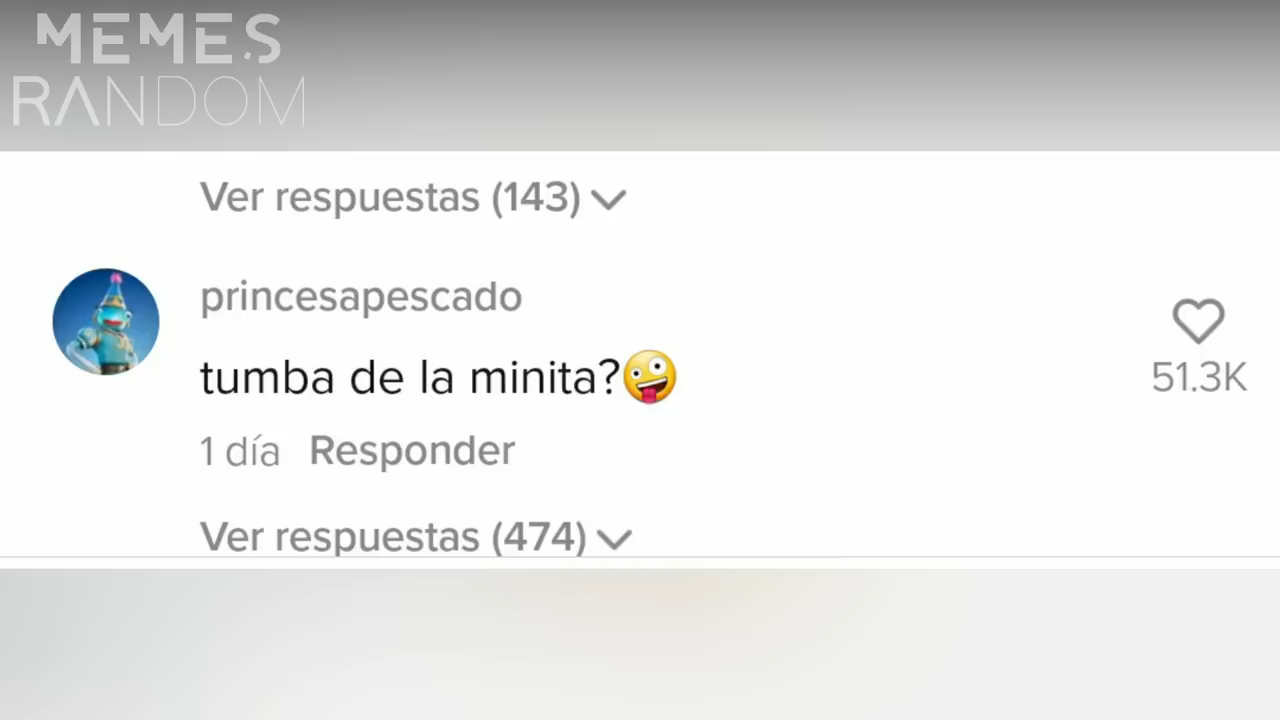 MEMES
RANDOM
Ver respuestas (143)
princesapescado
tumba de la minita?🤪
51.3K
1 día Responder
Ver respuestas (474)